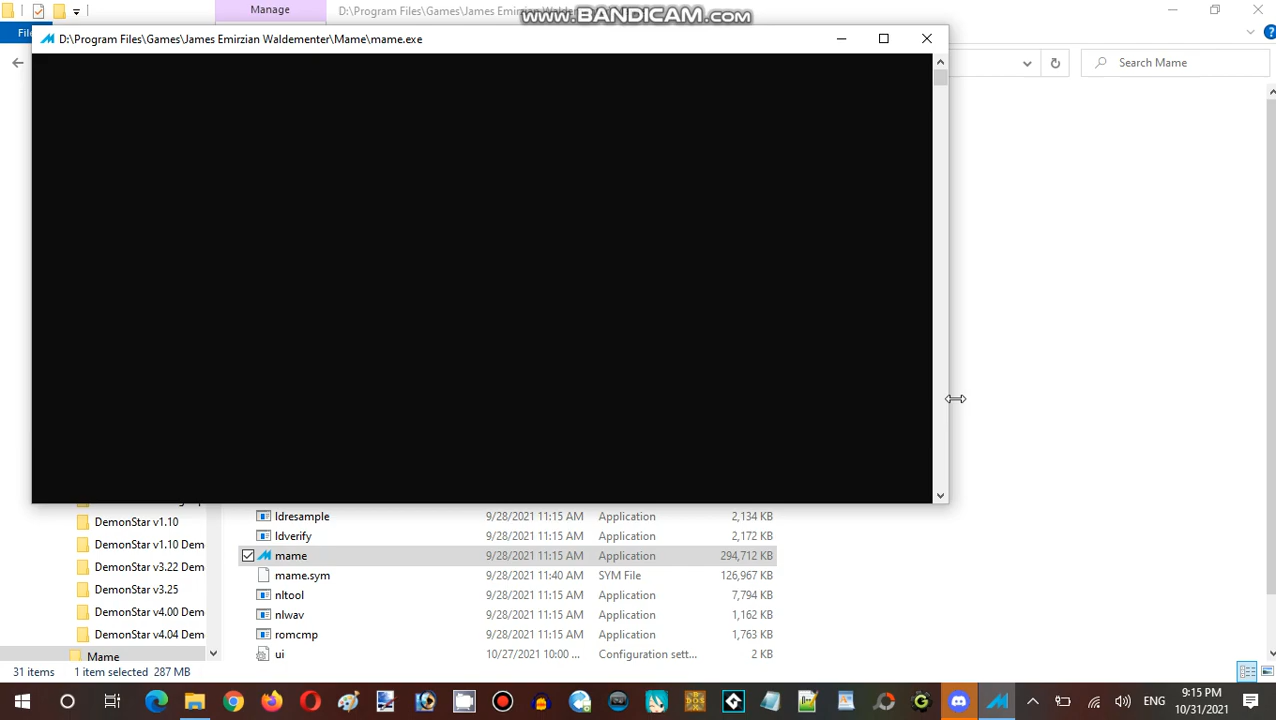 Manage
D:\Program Files\Games\James Emirzian Waldementer
www.BANDICAM.com
D:\Program Files\Games\James Emirzian Waldementer\Mame\mame.exe
Search Mame
ldresample 9/28/2021 11:15 AM Application 2,134 KB
DemonStar v1.10
ldverify 9/28/2021 11:15 AM Application 2,172 KB
DemonStar v1.10 Dem
mame 9/28/2021 11:15 AM Application 294,712 KB
DemonStar v3.22 Dem
mame.sym 9/28/2021 11:40 AM SYM File 126,967 KB
DemonStar v3.25
nltool 9/28/2021 11:15 AM Application 7,794 KB
DemonStar v4.00 Dem
nlwav 9/28/2021 11:15 AM Application 1,162 KB
DemonStar v4.04 Dem
romcmp 9/28/2021 11:15 AM Application 1,763 KB
Mame
ui 10/27/2021 10:00 ... Configuration sett... 2 KB
31 items 1 item selected 287 MB
ENG
9:15 PM
10/31/2021